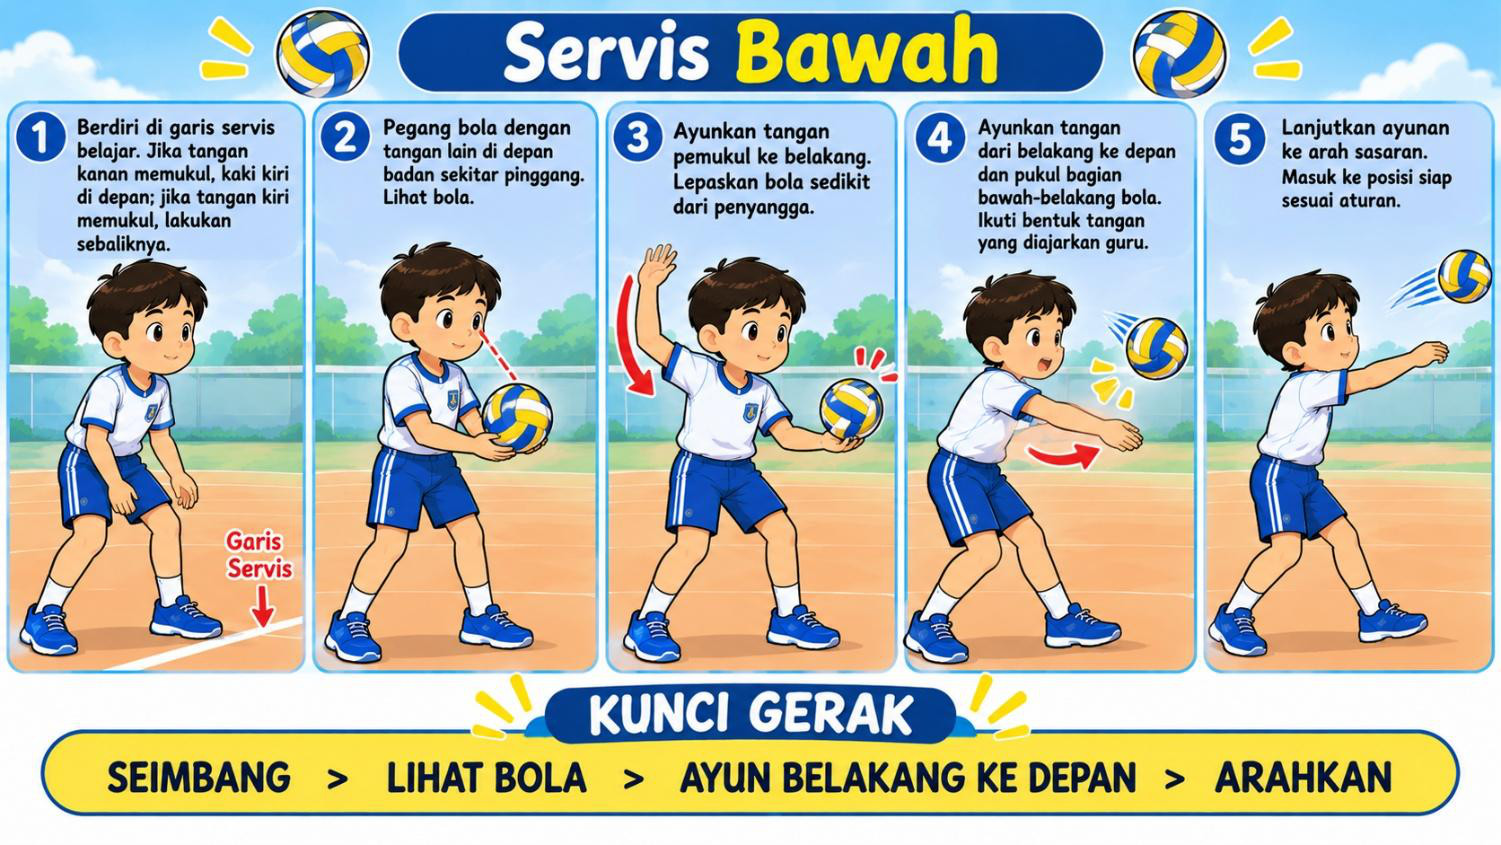 Servis Bawah
1
Berdiri di garis servis
belajar. Jika tangan
kanan memukul, kaki kiri
di depan; jika tangan kiri
memukul, lakukan
sebaliknya.
Garis
Servis
2
Pegang bola dengan
tangan lain di depan
badan sekitar pinggang.
Lihat bola.
3
Ayunkan tangan
pemukul ke belakang.
Lepaskan bola sedikit
dari penyangga.
4
Ayunkan tangan
dari belakang ke depan
dan pukul bagian
bawah-belakang bola.
Ikuti bentuk tangan
yang diajarkan guru.
5
Lanjutkan ayunan
ke arah sasaran.
Masuk ke posisi siap
sesuai aturan.
KUNCI GERAK
SEIMBANG > LIHAT BOLA > AYUN BELAKANG KE DEPAN > ARAHKAN